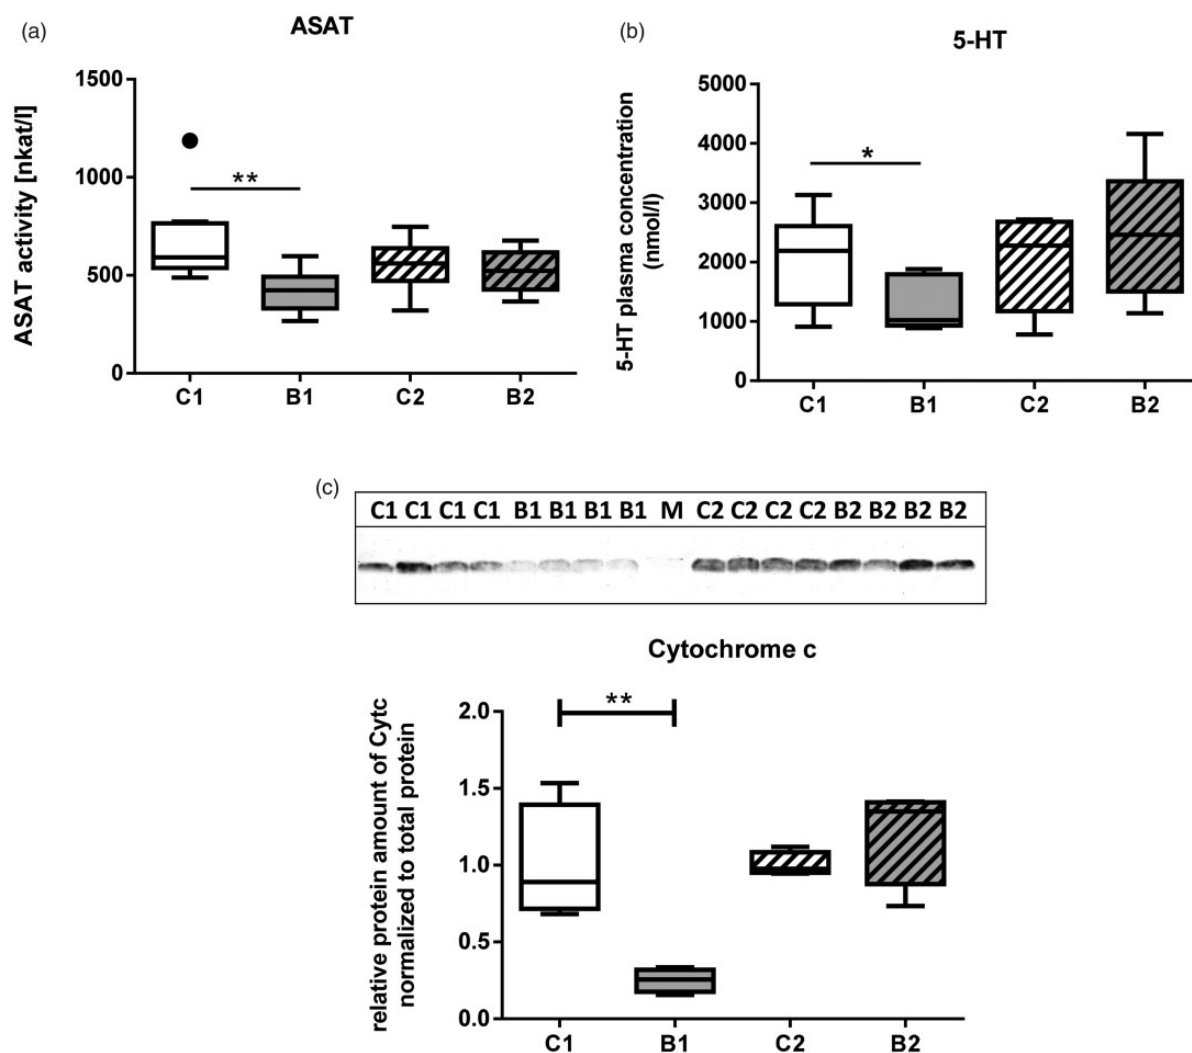 (a)
ASAT
ASAT activity [nkat/l]
1500
1000
500
0
**
C1 B1 C2 B2
(b)
5-HT
5-HT plasma concentration
(nmol/l)
5000
4000
3000
2000
1000
0
*
C1 B1 C2 B2
(c)
C1 C1 C1 C1 B1 B1 B1 B1 M C2 C2 C2 C2 B2 B2 B2 B2
Cytochrome c
relative protein amount of Cytc
normalized to total protein
2.0
1.5
1.0
0.5
0.0
**
C1 B1 C2 B2